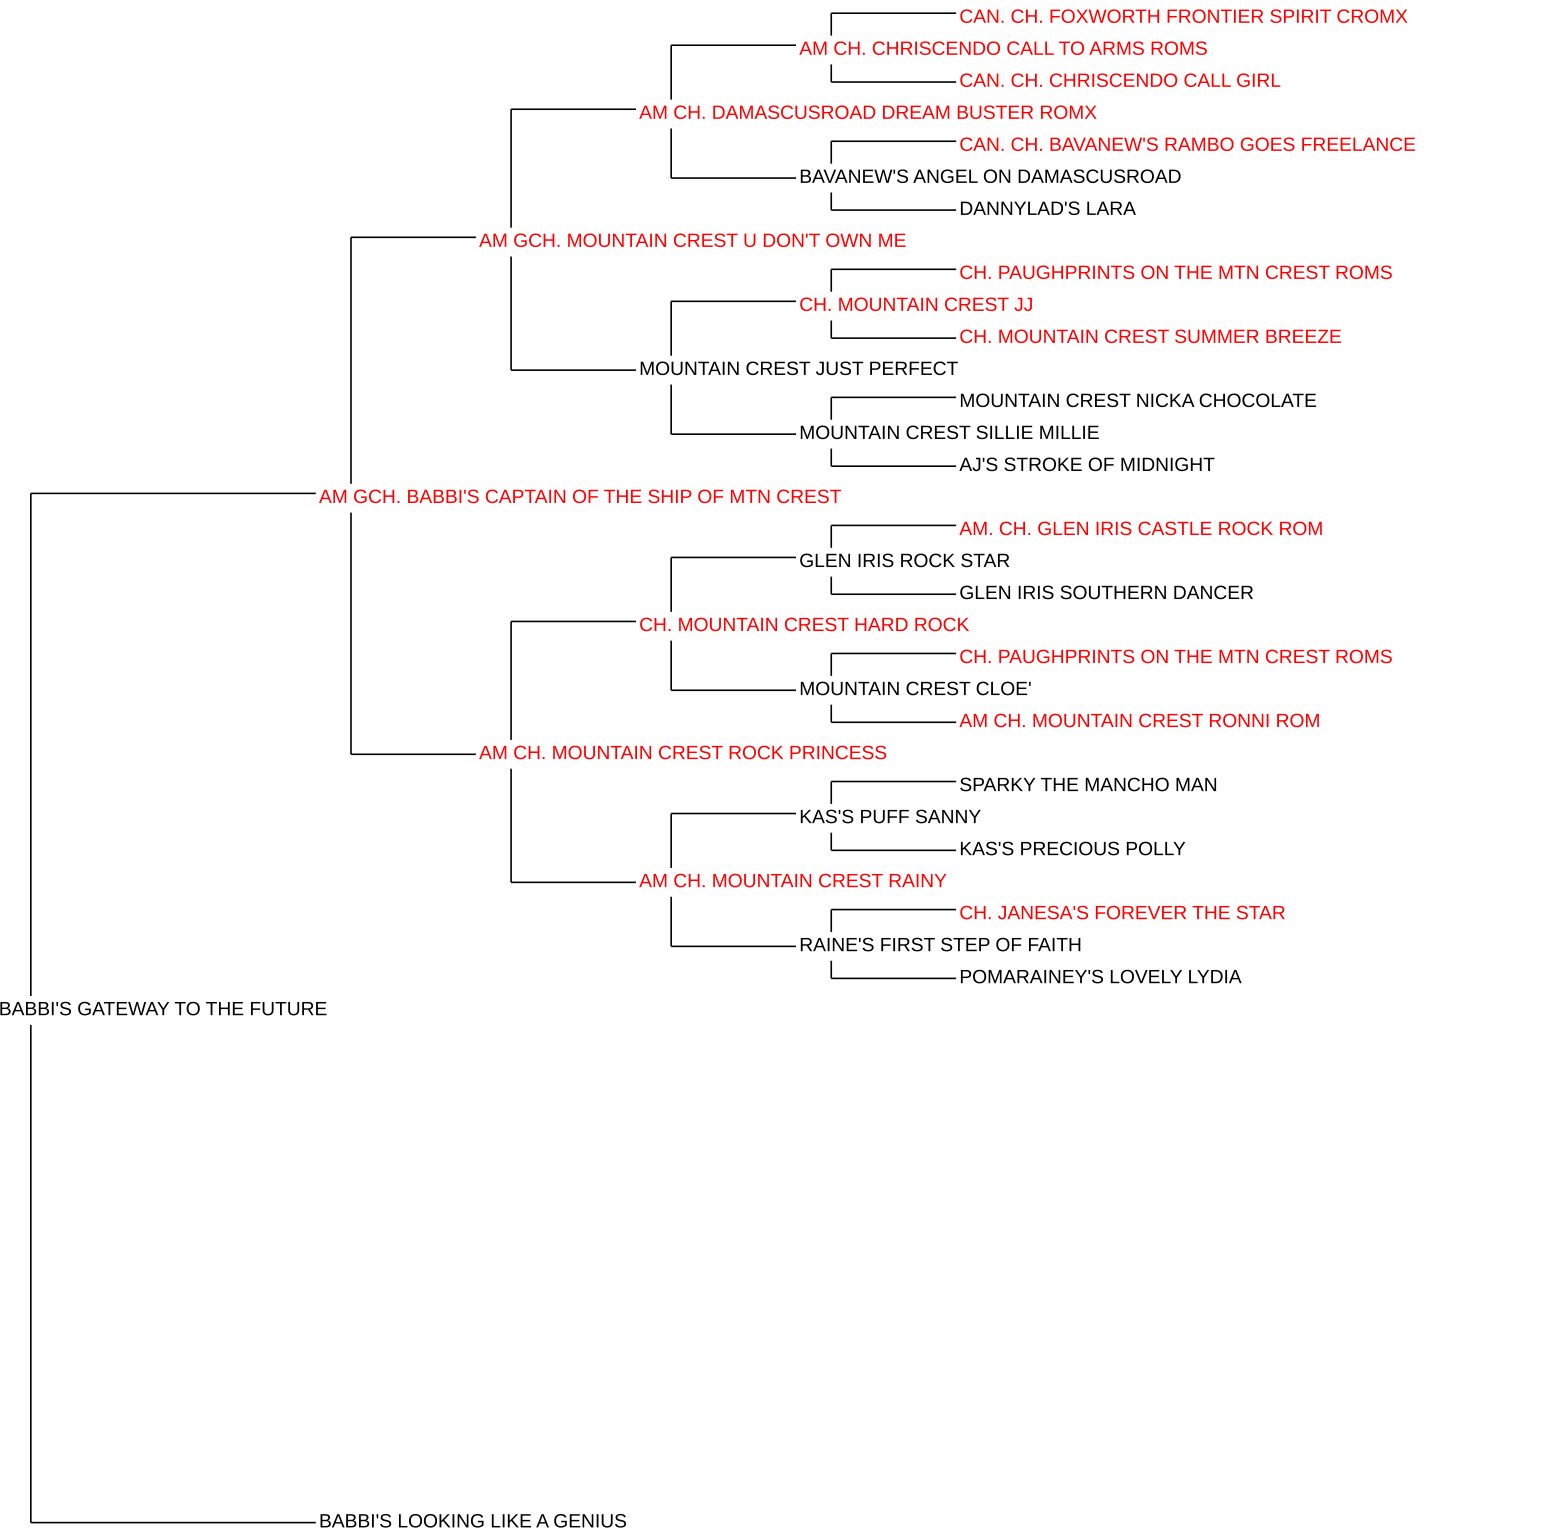 CAN. CH. FOXWORTH FRONTIER SPIRIT CROMX
AM CH. CHRISCENDO CALL TO ARMS ROMS
CAN. CH. CHRISCENDO CALL GIRL
AM CH. DAMASCUSROAD DREAM BUSTER ROMX
CAN. CH. BAVANEW'S RAMBO GOES FREELANCE
BAVANEW'S ANGEL ON DAMASCUSROAD
DANNYLAD'S LARA
AM GCH. MOUNTAIN CREST U DON'T OWN ME
CH. PAUGHPRINTS ON THE MTN CREST ROMS
CH. MOUNTAIN CREST JJ
CH. MOUNTAIN CREST SUMMER BREEZE
MOUNTAIN CREST JUST PERFECT
MOUNTAIN CREST NICKA CHOCOLATE
MOUNTAIN CREST SILLIE MILLIE
AJ'S STROKE OF MIDNIGHT
AM GCH. BABBI'S CAPTAIN OF THE SHIP OF MTN CREST
AM. CH. GLEN IRIS CASTLE ROCK ROM
GLEN IRIS ROCK STAR
GLEN IRIS SOUTHERN DANCER
CH. MOUNTAIN CREST HARD ROCK
CH. PAUGHPRINTS ON THE MTN CREST ROMS
MOUNTAIN CREST CLOE'
AM CH. MOUNTAIN CREST RONNI ROM
AM CH. MOUNTAIN CREST ROCK PRINCESS
SPARKY THE MANCHO MAN
KAS'S PUFF SANNY
KAS'S PRECIOUS POLLY
AM CH. MOUNTAIN CREST RAINY
CH. JANESA'S FOREVER THE STAR
RAINE'S FIRST STEP OF FAITH
POMARAINEY'S LOVELY LYDIA
BABBI'S GATEWAY TO THE FUTURE
BABBI'S LOOKING LIKE A GENIUS